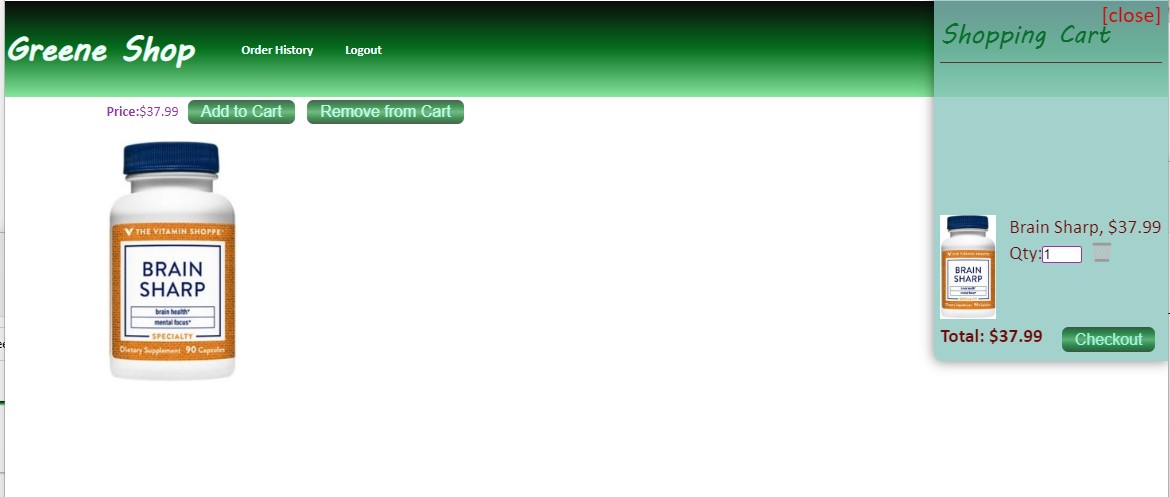 Greene Shop
Order History
Logout
[close]
Shopping Cart
Price:$37.99
Add to Cart
Remove from Cart
THE VITAMIN SHOPPE
BRAIN
SHARP
brain health*
mental focus*
SPECIALTY
Dietary Supplement 90 Capsules
Brain Sharp, $37.99
Qty:1
BRAIN
SHARP
Total: $37.99
Checkout